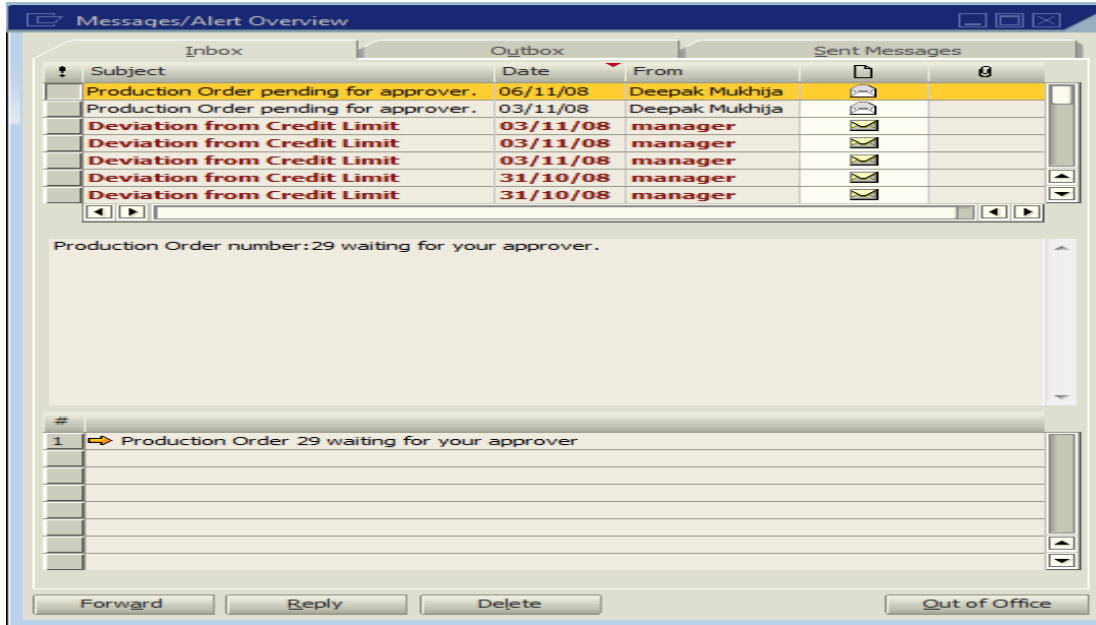 Messages/Alert Overview
Inbox Outbox Sent Messages
! Subject Date From
Production Order pending for approver. 06/11/08 Deepak Mukhija
Production Order pending for approver. 03/11/08 Deepak Mukhija
Deviation from Credit Limit 03/11/08 manager
Deviation from Credit Limit 03/11/08 manager
Deviation from Credit Limit 03/11/08 manager
Deviation from Credit Limit 31/10/08 manager
Deviation from Credit Limit 31/10/08 manager
Production Order number:29 waiting for your approver.
#
1 Production Order 29 waiting for your approver
Forward Reply Delete Out of Office